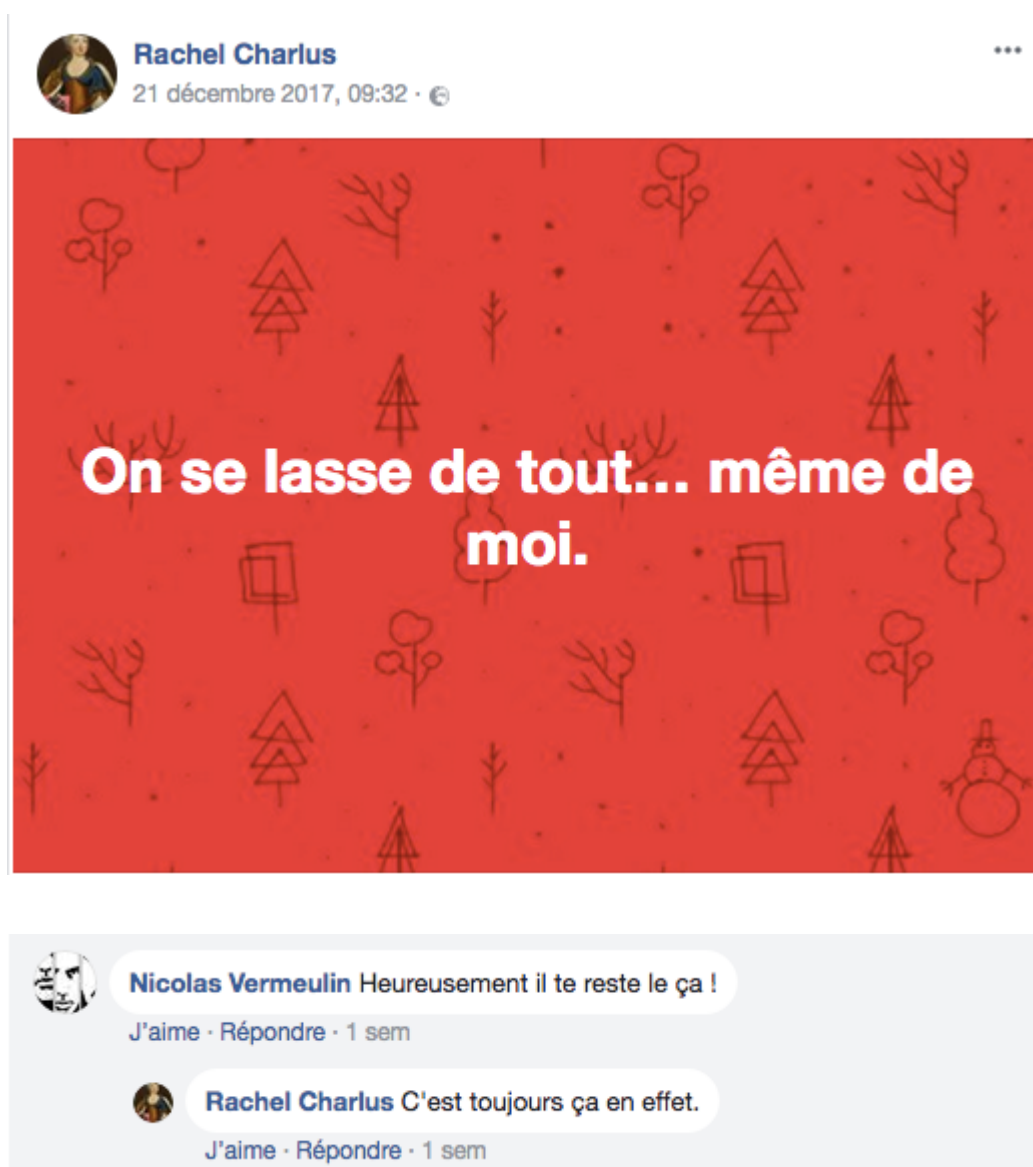 Rachel Charlus
21 décembre 2017, 09:32 ·
On se lasse de tout... même de
moi.
Nicolas Vermeulin Heureusement il te reste le ça !
J'aime · Répondre · 1 sem
Rachel Charlus C'est toujours ça en effet.
J'aime · Répondre · 1 sem